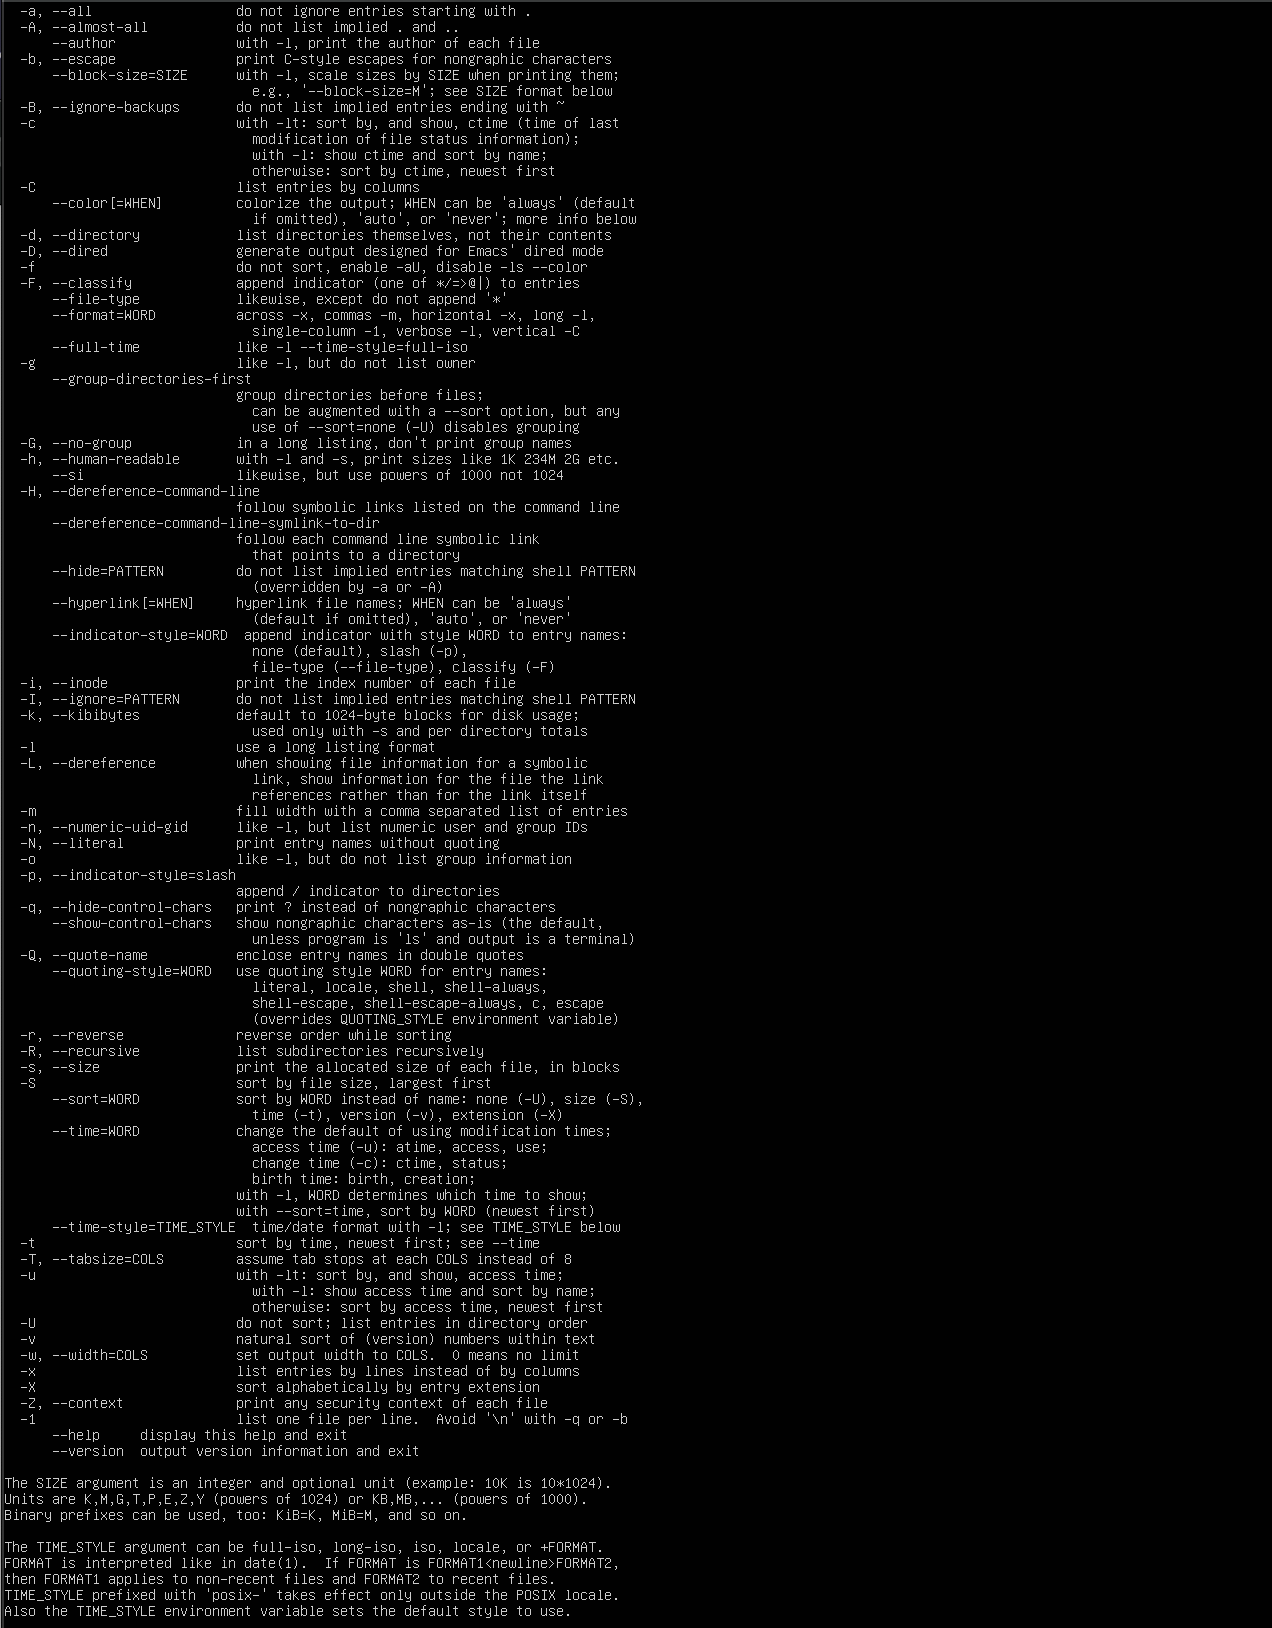 -a, --all                  do not ignore entries starting with .
  -A, --almost-all           do not list implied . and ..
      --author               with -l, print the author of each file
  -b, --escape               print C-style escapes for nongraphic characters
      --block-size=SIZE      with -l, scale sizes by SIZE when printing them;
                               e.g., '--block-size=M'; see SIZE format below
  -B, --ignore-backups       do not list implied entries ending with ~
  -c                         with -lt: sort by, and show, ctime (time of last
                               modification of file status information);
                               with -l: show ctime and sort by name;
                               otherwise: sort by ctime, newest first
  -C                         list entries by columns
      --color[=WHEN]         colorize the output; WHEN can be 'always' (default
                               if omitted), 'auto', or 'never'; more info below
  -d, --directory            list directories themselves, not their contents
  -D, --dired                generate output designed for Emacs' dired mode
  -f                         do not sort, enable -aU, disable -ls --color
  -F, --classify             append indicator (one of */=>@|) to entries
      --file-type            likewise, except do not append '*'
      --format=WORD          across -x, commas -m, horizontal -x, long -l,
                               single-column -1, verbose -l, vertical -C
      --full-time            like -l --time-style=full-iso
  -g                         like -l, but do not list owner
      --group-directories-first
                             group directories before files;
                               can be augmented with a --sort option, but any
                               use of --sort=none (-U) disables grouping
  -G, --no-group             in a long listing, don't print group names
  -h, --human-readable       with -l and -s, print sizes like 1K 234M 2G etc.
      --si                   likewise, but use powers of 1000 not 1024
  -H, --dereference-command-line
                             follow symbolic links listed on the command line
      --dereference-command-line-symlink-to-dir
                             follow each command line symbolic link
                               that points to a directory
      --hide=PATTERN         do not list implied entries matching shell PATTERN
                               (overridden by -a or -A)
      --hyperlink[=WHEN]     hyperlink file names; WHEN can be 'always'
                               (default if omitted), 'auto', or 'never'
      --indicator-style=WORD  append indicator with style WORD to entry names:
                               none (default), slash (-p),
                               file-type (--file-type), classify (-F)
  -i, --inode                print the index number of each file
  -I, --ignore=PATTERN       do not list implied entries matching shell PATTERN
  -k, --kibibytes            default to 1024-byte blocks for disk usage;
                               used only with -s and per directory totals
  -l                         use a long listing format
  -L, --dereference          when showing file information for a symbolic
                               link, show information for the file the link
                               references rather than for the link itself
  -m                         fill width with a comma separated list of entries
  -n, --numeric-uid-gid      like -l, but list numeric user and group IDs
  -N, --literal              print entry names without quoting
  -o                         like -l, but do not list group information
  -p, --indicator-style=slash
                             append / indicator to directories
  -q, --hide-control-chars   print ? instead of nongraphic characters
      --show-control-chars   show nongraphic characters as-is (the default,
                               unless program is 'ls' and output is a terminal)
  -Q, --quote-name           enclose entry names in double quotes
      --quoting-style=WORD   use quoting style WORD for entry names:
                               literal, locale, shell, shell-always,
                               shell-escape, shell-escape-always, c, escape
                               (overrides QUOTING_STYLE environment variable)
  -r, --reverse              reverse order while sorting
  -R, --recursive            list subdirectories recursively
  -s, --size                 print the allocated size of each file, in blocks
  -S                         sort by file size, largest first
      --sort=WORD            sort by WORD instead of name: none (-U), size (-S),
                               time (-t), version (-v), extension (-X)
      --time=WORD            change the default of using modification times;
                               access time (-u): atime, access, use;
                               change time (-c): ctime, status;
                               birth time: birth, creation;
                             with -l, WORD determines which time to show;
                             with --sort=time, sort by WORD (newest first)
      --time-style=TIME_STYLE  time/date format with -l; see TIME_STYLE below
  -t                         sort by time, newest first; see --time
  -T, --tabsize=COLS         assume tab stops at each COLS instead of 8
  -u                         with -lt: sort by, and show, access time;
                               with -l: show access time and sort by name;
                               otherwise: sort by access time, newest first
  -U                         do not sort; list entries in directory order
  -v                         natural sort of (version) numbers within text
  -w, --width=COLS           set output width to COLS.  0 means no limit
  -x                         list entries by lines instead of by columns
  -X                         sort alphabetically by entry extension
  -Z, --context              print any security context of each file
  -1                         list one file per line.  Avoid '\n' with -q or -b
      --help     display this help and exit
      --version  output version information and exit

The SIZE argument is an integer and optional unit (example: 10K is 10*1024).
Units are K,M,G,T,P,E,Z,Y (powers of 1024) or KB,MB,... (powers of 1000).
Binary prefixes can be used, too: KiB=K, MiB=M, and so on.

The TIME_STYLE argument can be full-iso, long-iso, iso, locale, or +FORMAT.
FORMAT is interpreted like in date(1).  If FORMAT is FORMAT1<newline>FORMAT2,
then FORMAT1 applies to non-recent files and FORMAT2 to recent files.
TIME_STYLE prefixed with 'posix-' takes effect only outside the POSIX locale.
Also the TIME_STYLE environment variable sets the default style to use.